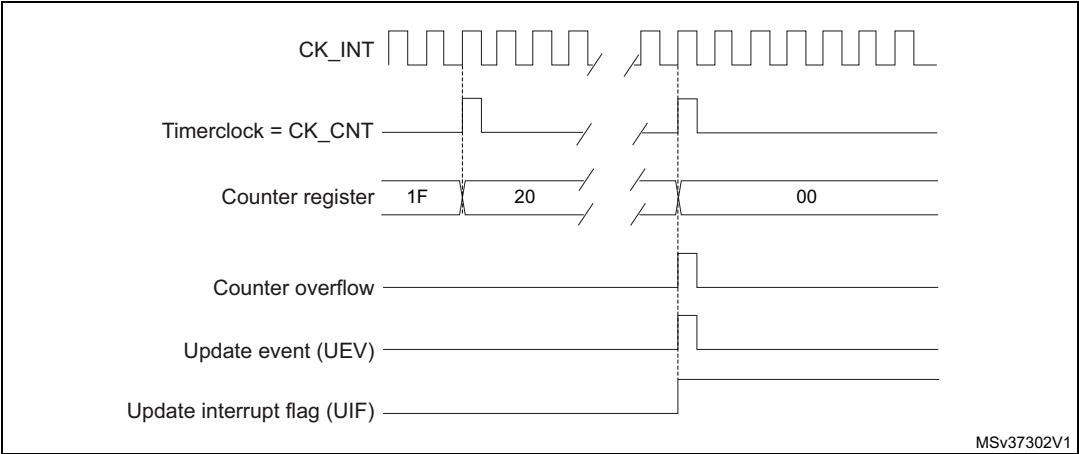 CK_INT
Timerclock = CK_CNT
Counter register 1F 20 00
Counter overflow
Update event (UEV)
Update interrupt flag (UIF)
MSv37302V1